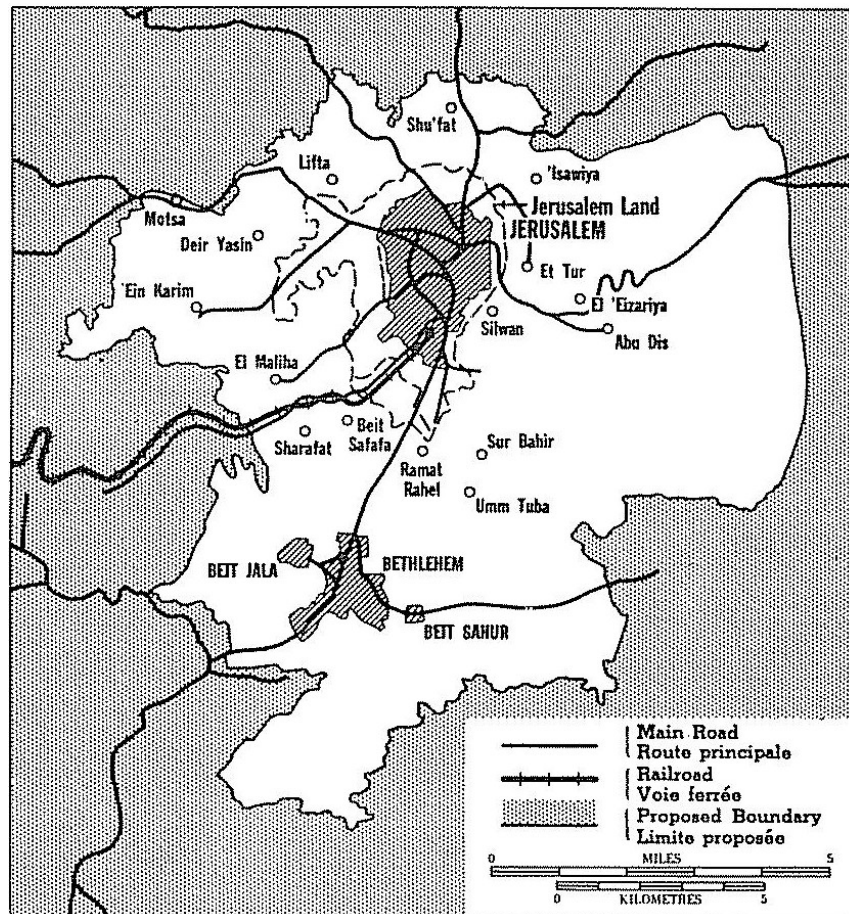 Shu'fat
Lifta
'Isawiya
Motsa
Jerusalem Land
JERUSALEM
Deir Yasin
Et Tur
'Ein Karim
El 'Eizariya
Silwan
Abu Dis
El Maliha
Beit
Safafa
Sharafat
Ramat
Rahel
Sur Bahir
Umm Tuba
BEIT JALA
BETHLEHEM
BEIT SAHUR
Main Road
Route principale
Railroad
Voie ferrée
Proposed Boundary
Limite proposée
0 MILES 5
0 KILOMETRES 5